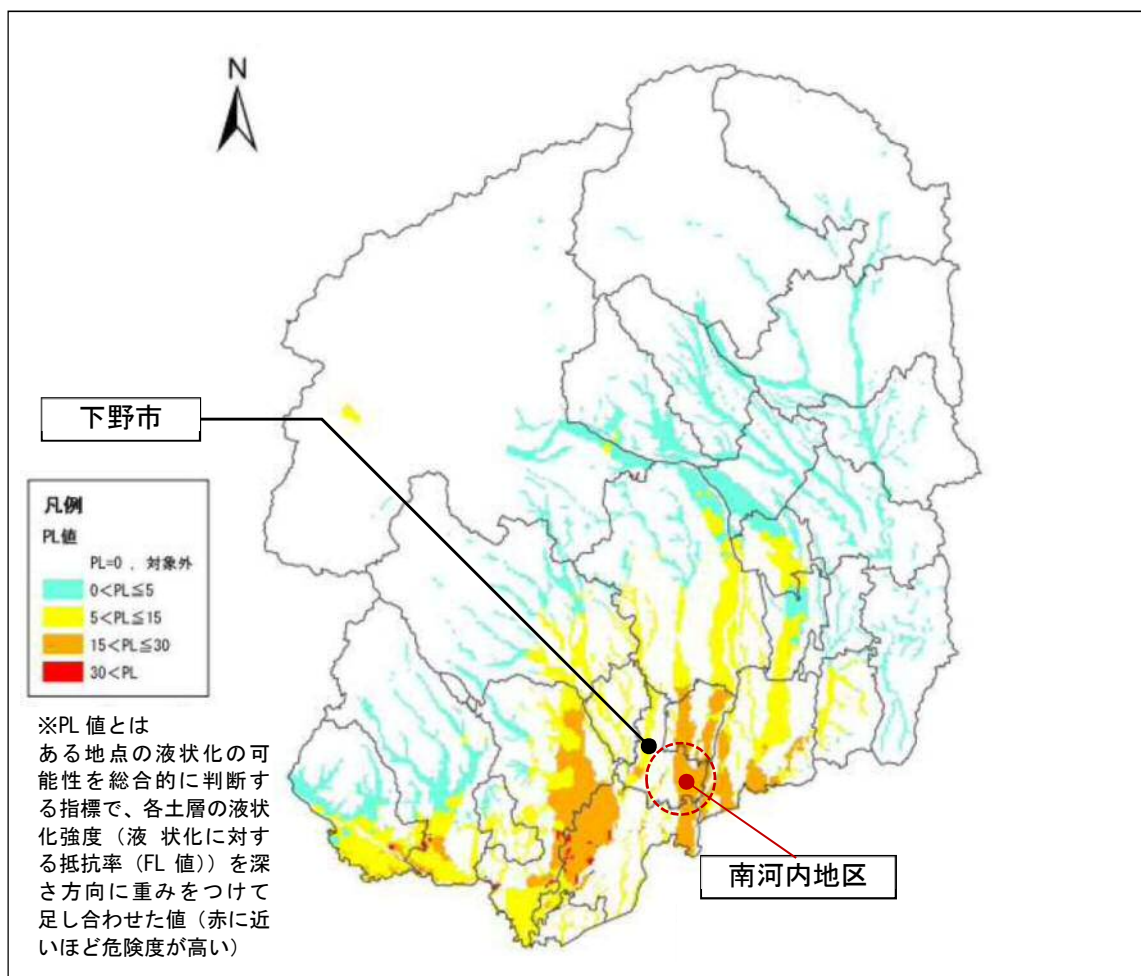 N
下野市
凡例
PL値
PL=0 , 対象外
0<PL≦5
5<PL≦15
15<PL≦30
30<PL
※PL 値とは
ある地点の液状化の可
能性を総合的に判断す
る指標で、各土層の液状
化強度（液 状化に対す
る抵抗率（FL 値））を深
さ方向に重みをつけて
足し合わせた値（赤に近
いほど危険度が高い）
南河内地区